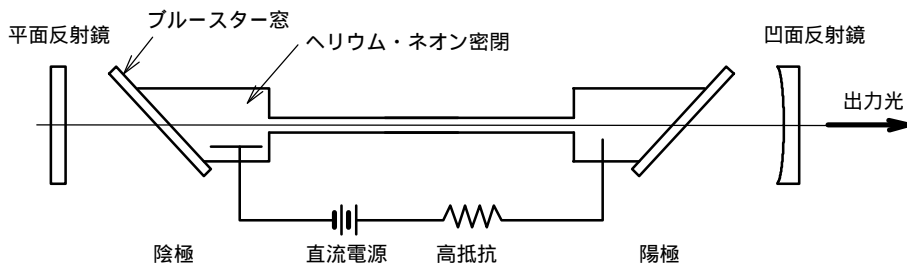 ブルースター窓
平面反射鏡
ヘリウム・ネオン密閉
凹面反射鏡
出力光
陰極
直流電源
高抵抗
陽極